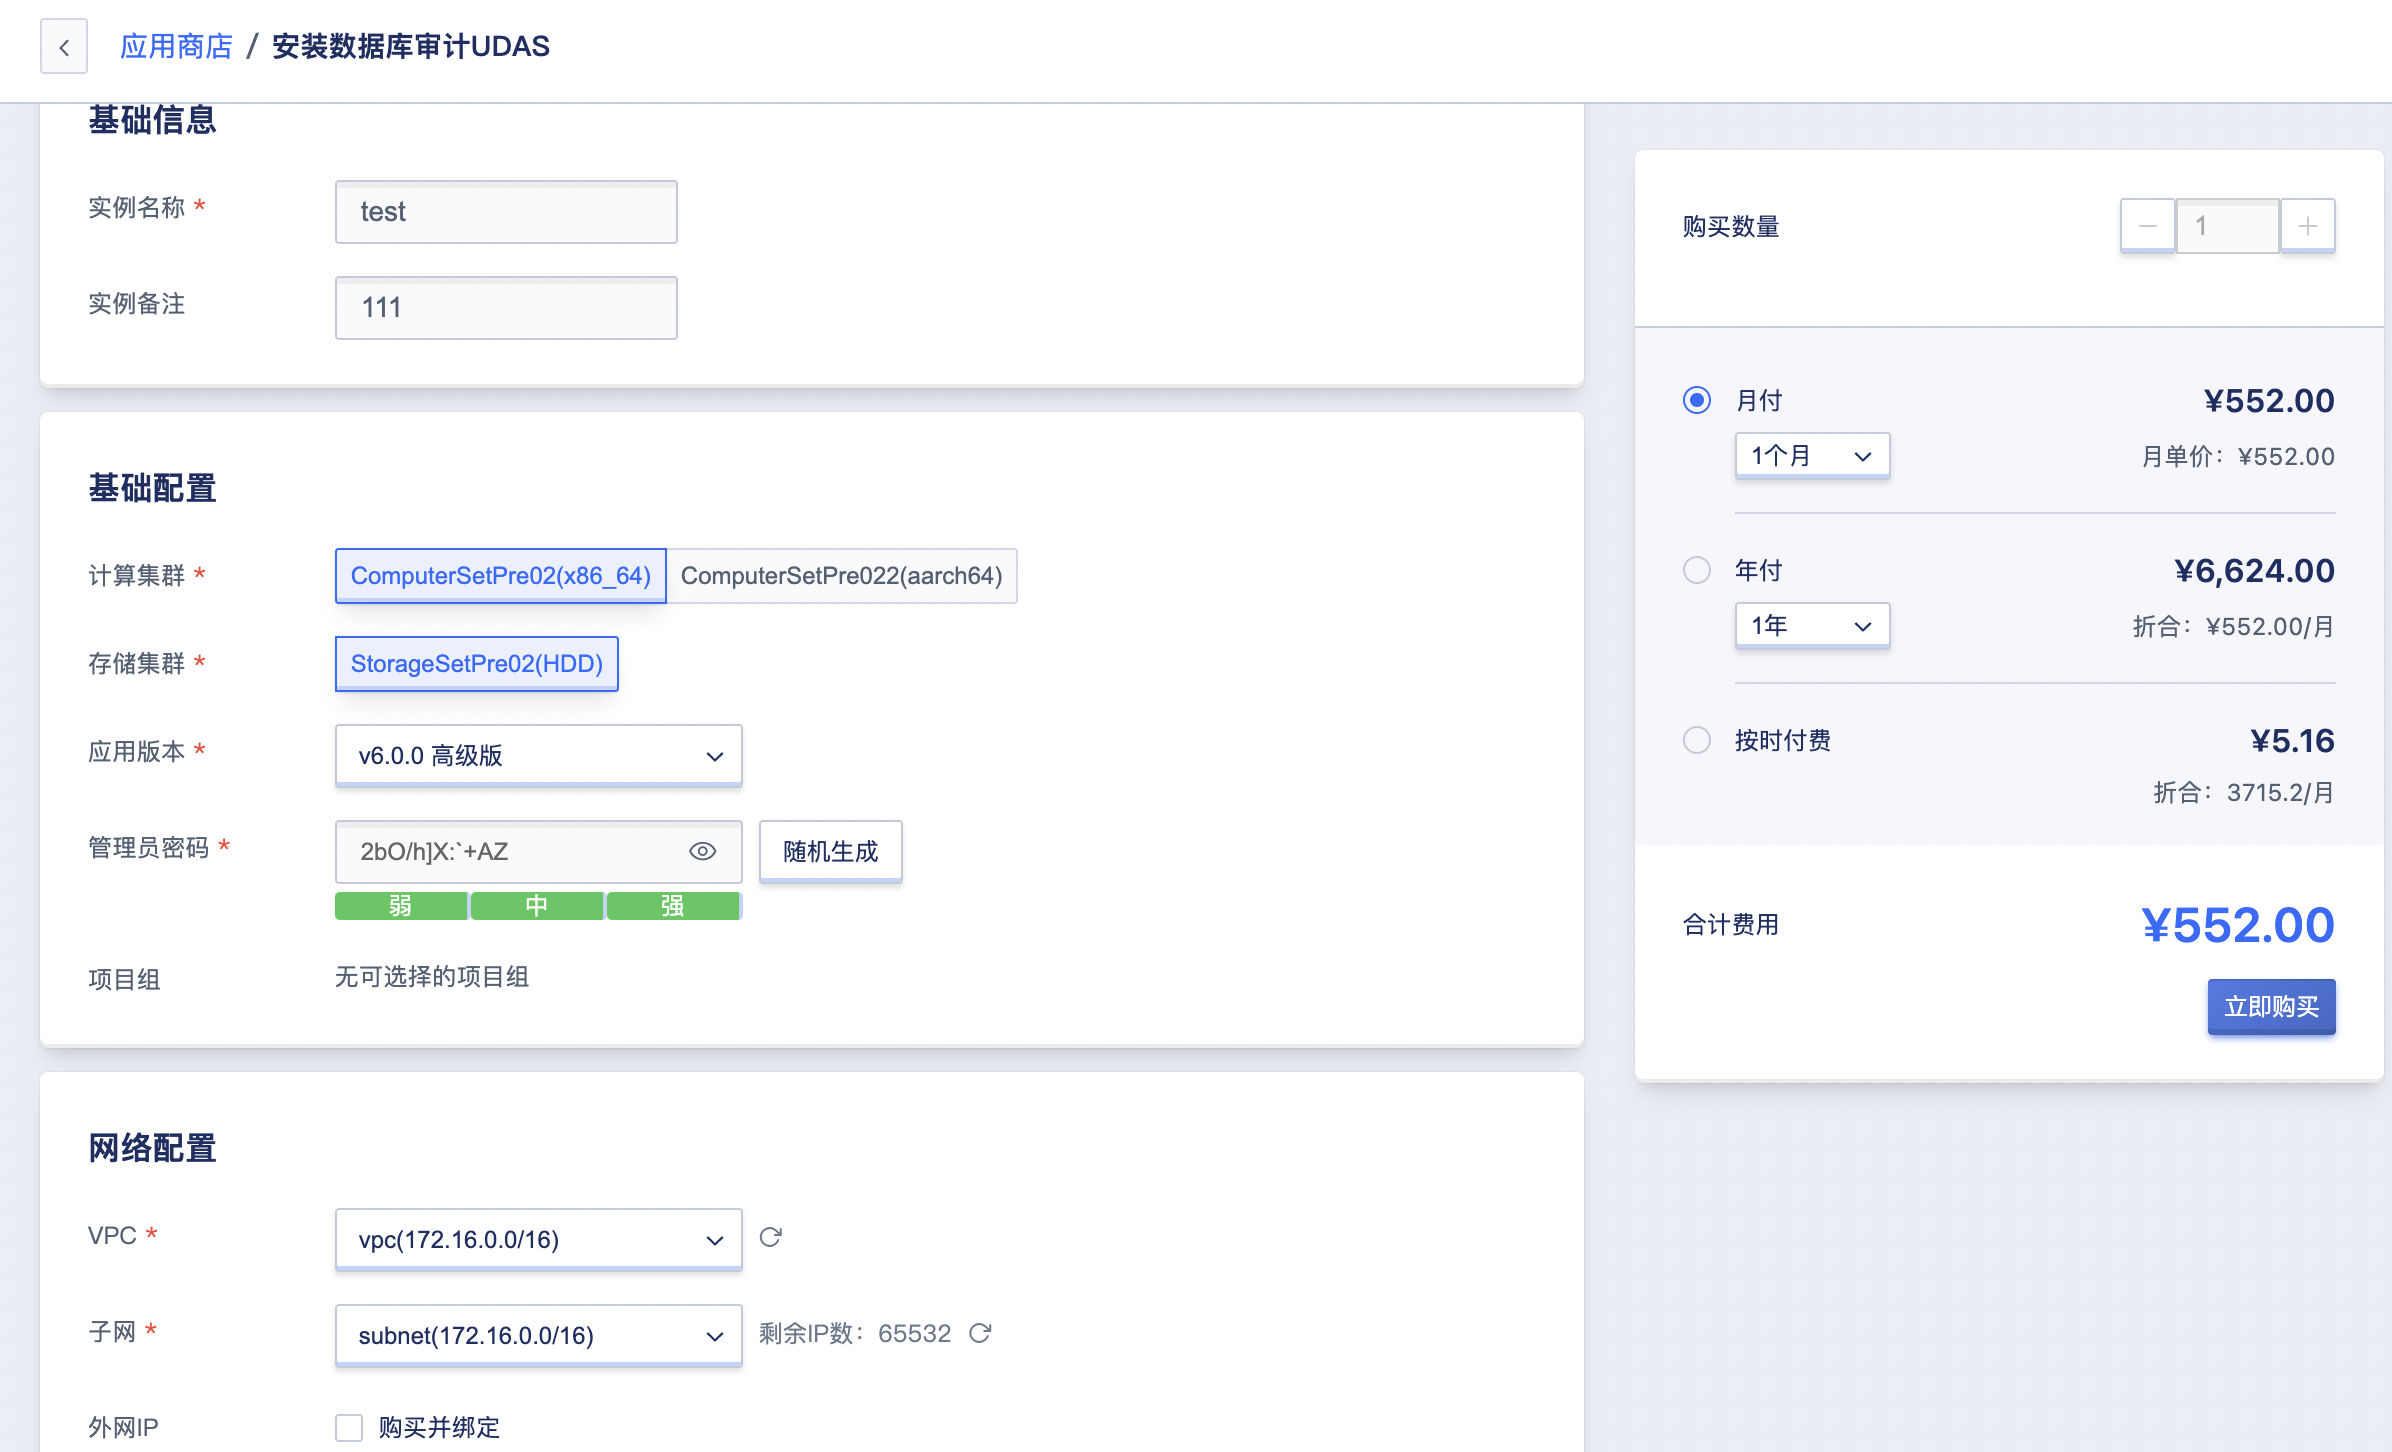 应用商店 / 安装数据库审计UDAS
基础信息
实例名称 *
test
实例备注
111
基础配置
计算集群 *
ComputerSetPre02(x86_64)
ComputerSetPre022(aarch64)
存储集群 *
StorageSetPre02(HDD)
应用版本 *
v6.0.0 高级版
管理员密码 *
2bO/h]X:`+AZ
随机生成
弱 中 强
项目组
无可选择的项目组
网络配置
VPC *
vpc(172.16.0.0/16)
子网 *
subnet(172.16.0.0/16)
剩余IP数：65532
外网IP
购买并绑定
购买数量
1
月付
¥552.00
1个月
月单价：¥552.00
年付
¥6,624.00
1年
折合：¥552.00/月
按时付费
¥5.16
折合：3715.2/月
合计费用
¥552.00
立即购买